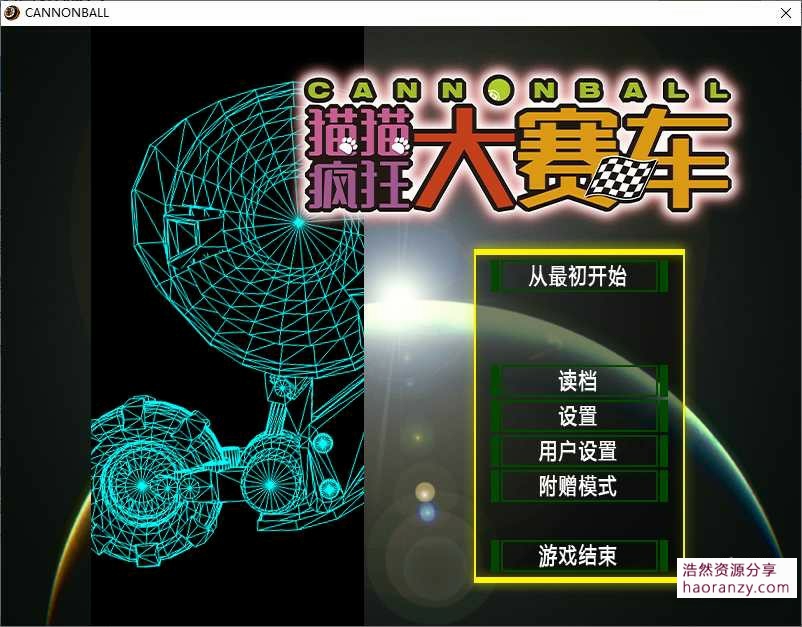 CANNONBALL
CANNONBALL
猫猫
疯狂
大赛车
从最初开始
读档
设置
用户设置
附赠模式
游戏结束
浩然资源分享
haoranzy.com